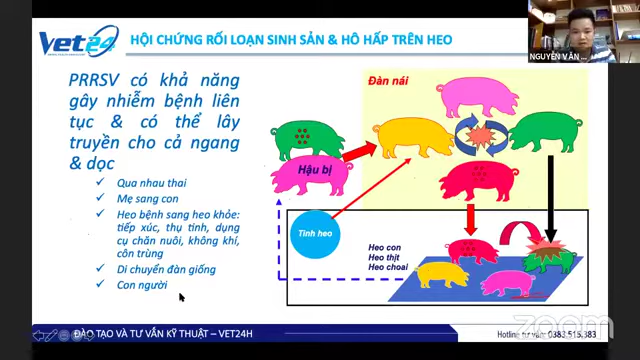 Vet24
HỘI CHỨNG RỐI LOẠN SINH SẢN & HÔ HẤP TRÊN HEO
NGUYỄN VĂN
PRRSV có khả năng
gây nhiễm bệnh liên
tục & có thể lây
truyền cho cả ngang
& dọc
Qua nhau thai
Mẹ sang con
Heo bệnh sang heo khỏe:
tiếp xúc, thụ tinh, dụng
cụ chăn nuôi, không khí,
côn trùng
Di chuyển đàn giống
Con người
Đàn nái
Hậu bị
Tinh heo
Heo con
Heo thịt
Heo choai
ĐÀO TẠO VÀ TƯ VẤN KỸ THUẬT – VET24H
Hotline tư vấn: 0383.515.383
zoom